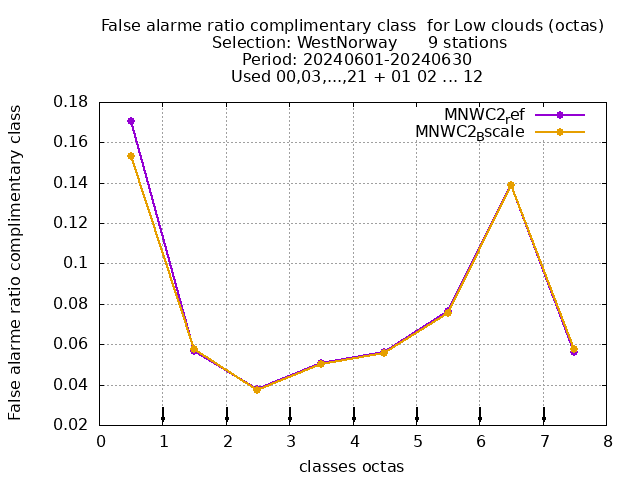 False alarme ratio complimentary class  for Low clouds (octas)
Selection: WestNorway      9 stations
Period: 20240601-20240630
Used 00,03,...,21 + 01 02 ... 12
False alarme ratio complimentary class
0.18
0.16
0.14
0.12
0.1
0.08
0.06
0.04
0.02
MNWC2ref
MNWC2Bscale
0 1 2 3 4 5 6 7 8
classes octas